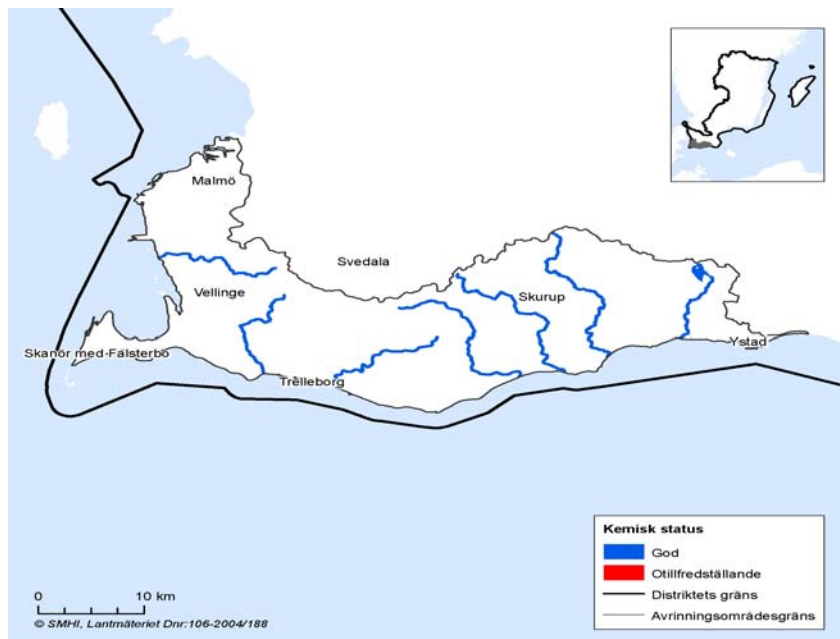 Malmö
Svedala
Vellinge
Skurup
Skanör med Falsterbo
Trelleborg
Ystad
Kemisk status
God
Otillfredställande
Distriktets gräns
Avrinningsområdesgräns
0 10 km
© SMHI, Lantmäteriet Dnr:106-2004/188